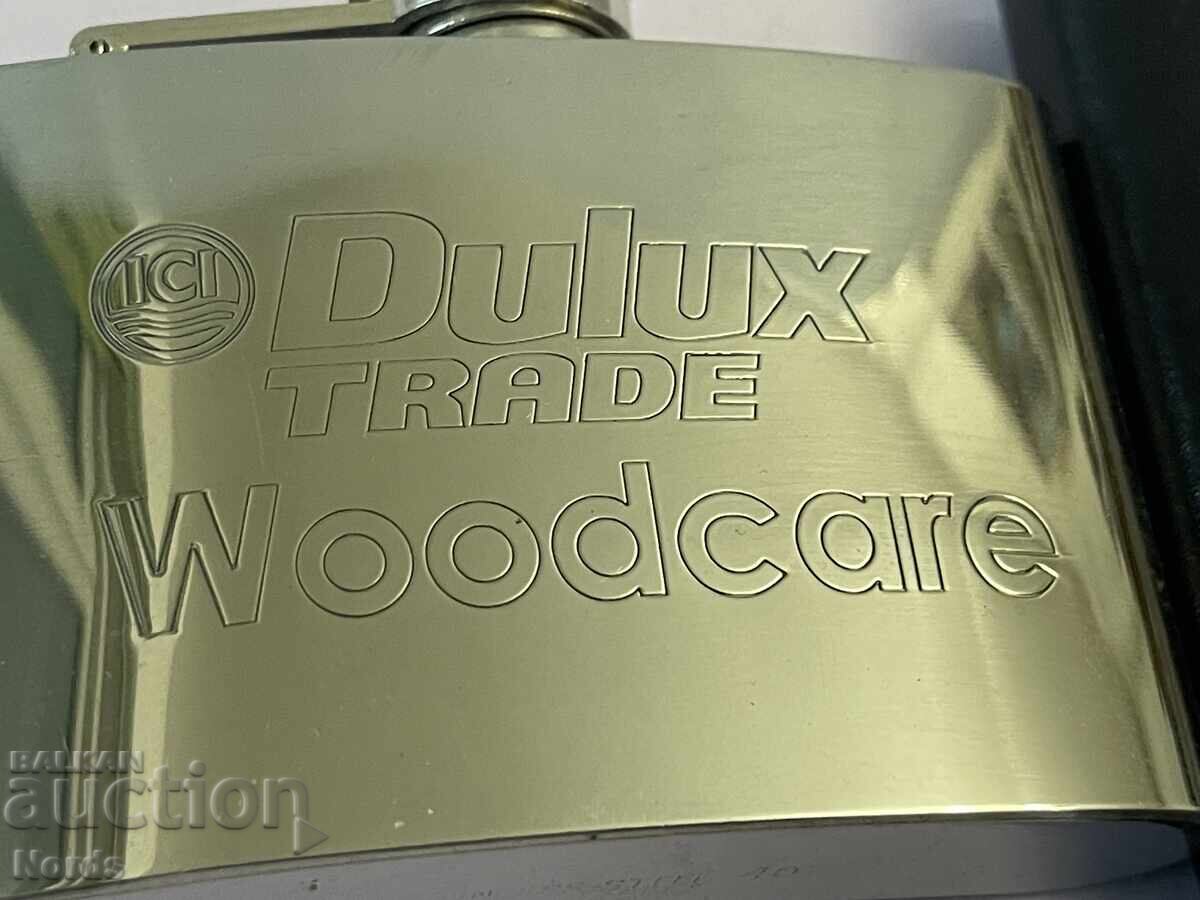 ICI
Dulux
TRADE
Woodcare
BALKAN
auction
Nords